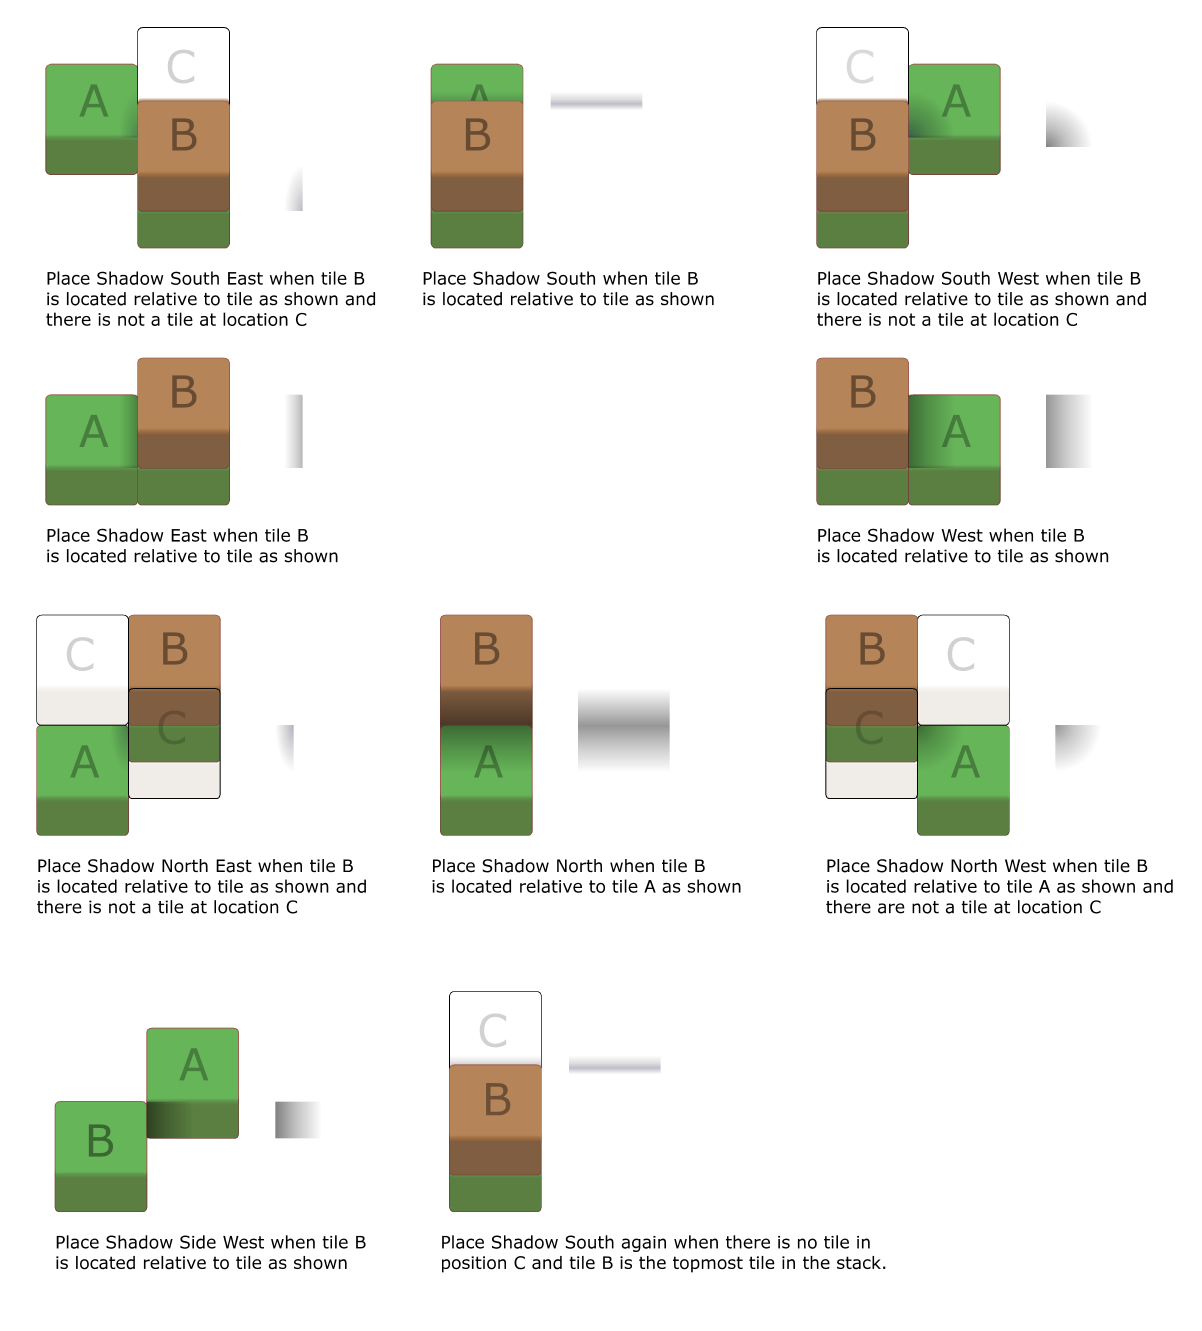 C
A
B
Place Shadow South East when tile B
is located relative to tile as shown and
there is not a tile at location C
A
B
Place Shadow South when tile B
is located relative to tile as shown
C
A
B
Place Shadow South West when tile B
is located relative to tile as shown and
there is not a tile at location C
B
A
Place Shadow East when tile B
is located relative to tile as shown
B
A
Place Shadow West when tile B
is located relative to tile as shown
C
B
C
A
Place Shadow North East when tile B
is located relative to tile as shown and
there is not a tile at location C
B
A
Place Shadow North when tile B
is located relative to tile A as shown
B
C
C
A
Place Shadow North West when tile B
is located relative to tile A as shown and
there are not a tile at location C
A
B
Place Shadow Side West when tile B
is located relative to tile as shown
C
B
Place Shadow South again when there is no tile in
position C and tile B is the topmost tile in the stack.